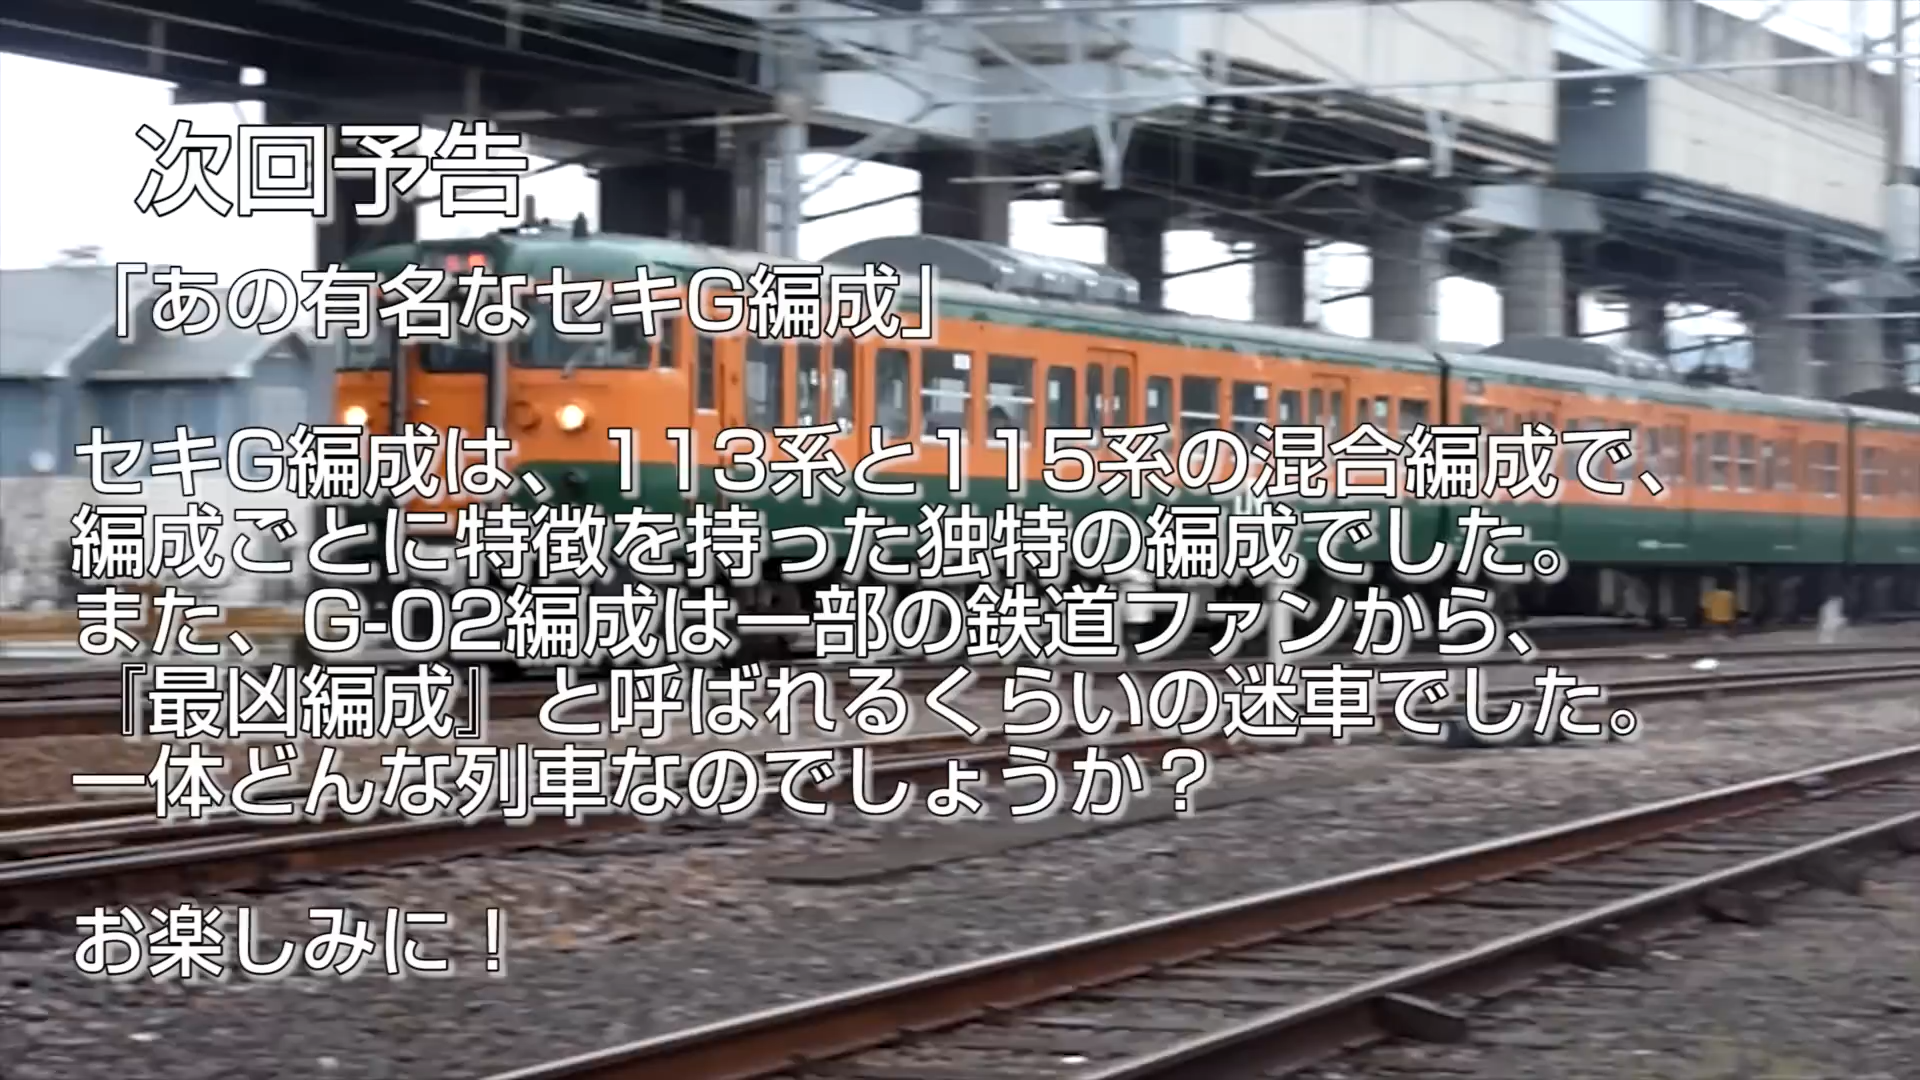 次回予告
「あの有名なセキG編成」
セキG編成は、113系と115系の混合編成で、
編成ごとに特徴を持った独特の編成でした。
また、G-02編成は一部の鉄道ファンから、
『最凶編成』と呼ばれるくらいの迷車でした。
一体どんな列車なのでしょうか？
お楽しみに！